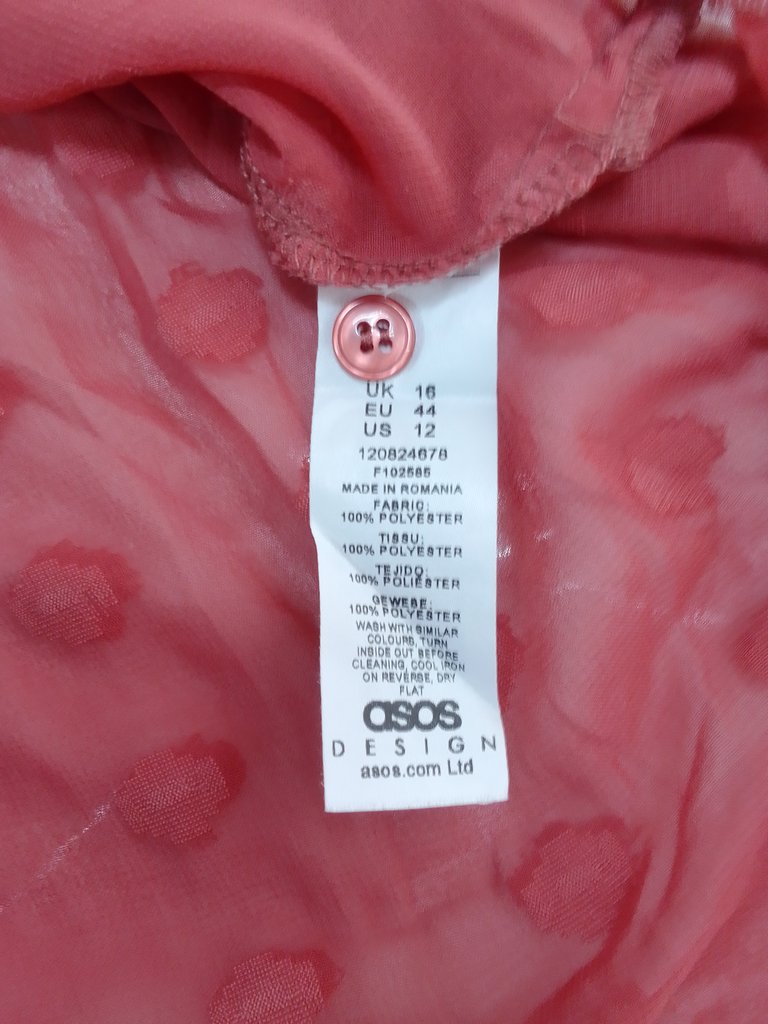 UK 16
EU 44
US 12
120824678
F102585
MADE IN ROMANIA
FABRIC:
100% POLYESTER
TISSU:
100% POLYESTER
TEJIDO:
100% POLIÉSTER
GEWEBE:
100% POLYESTER
WASH WITH SIMILAR
COLOURS, TURN
INSIDE OUT BEFORE
CLEANING, COOL IRON
ON REVERSE, DRY
FLAT
asos
DESIGN
asos.com Ltd